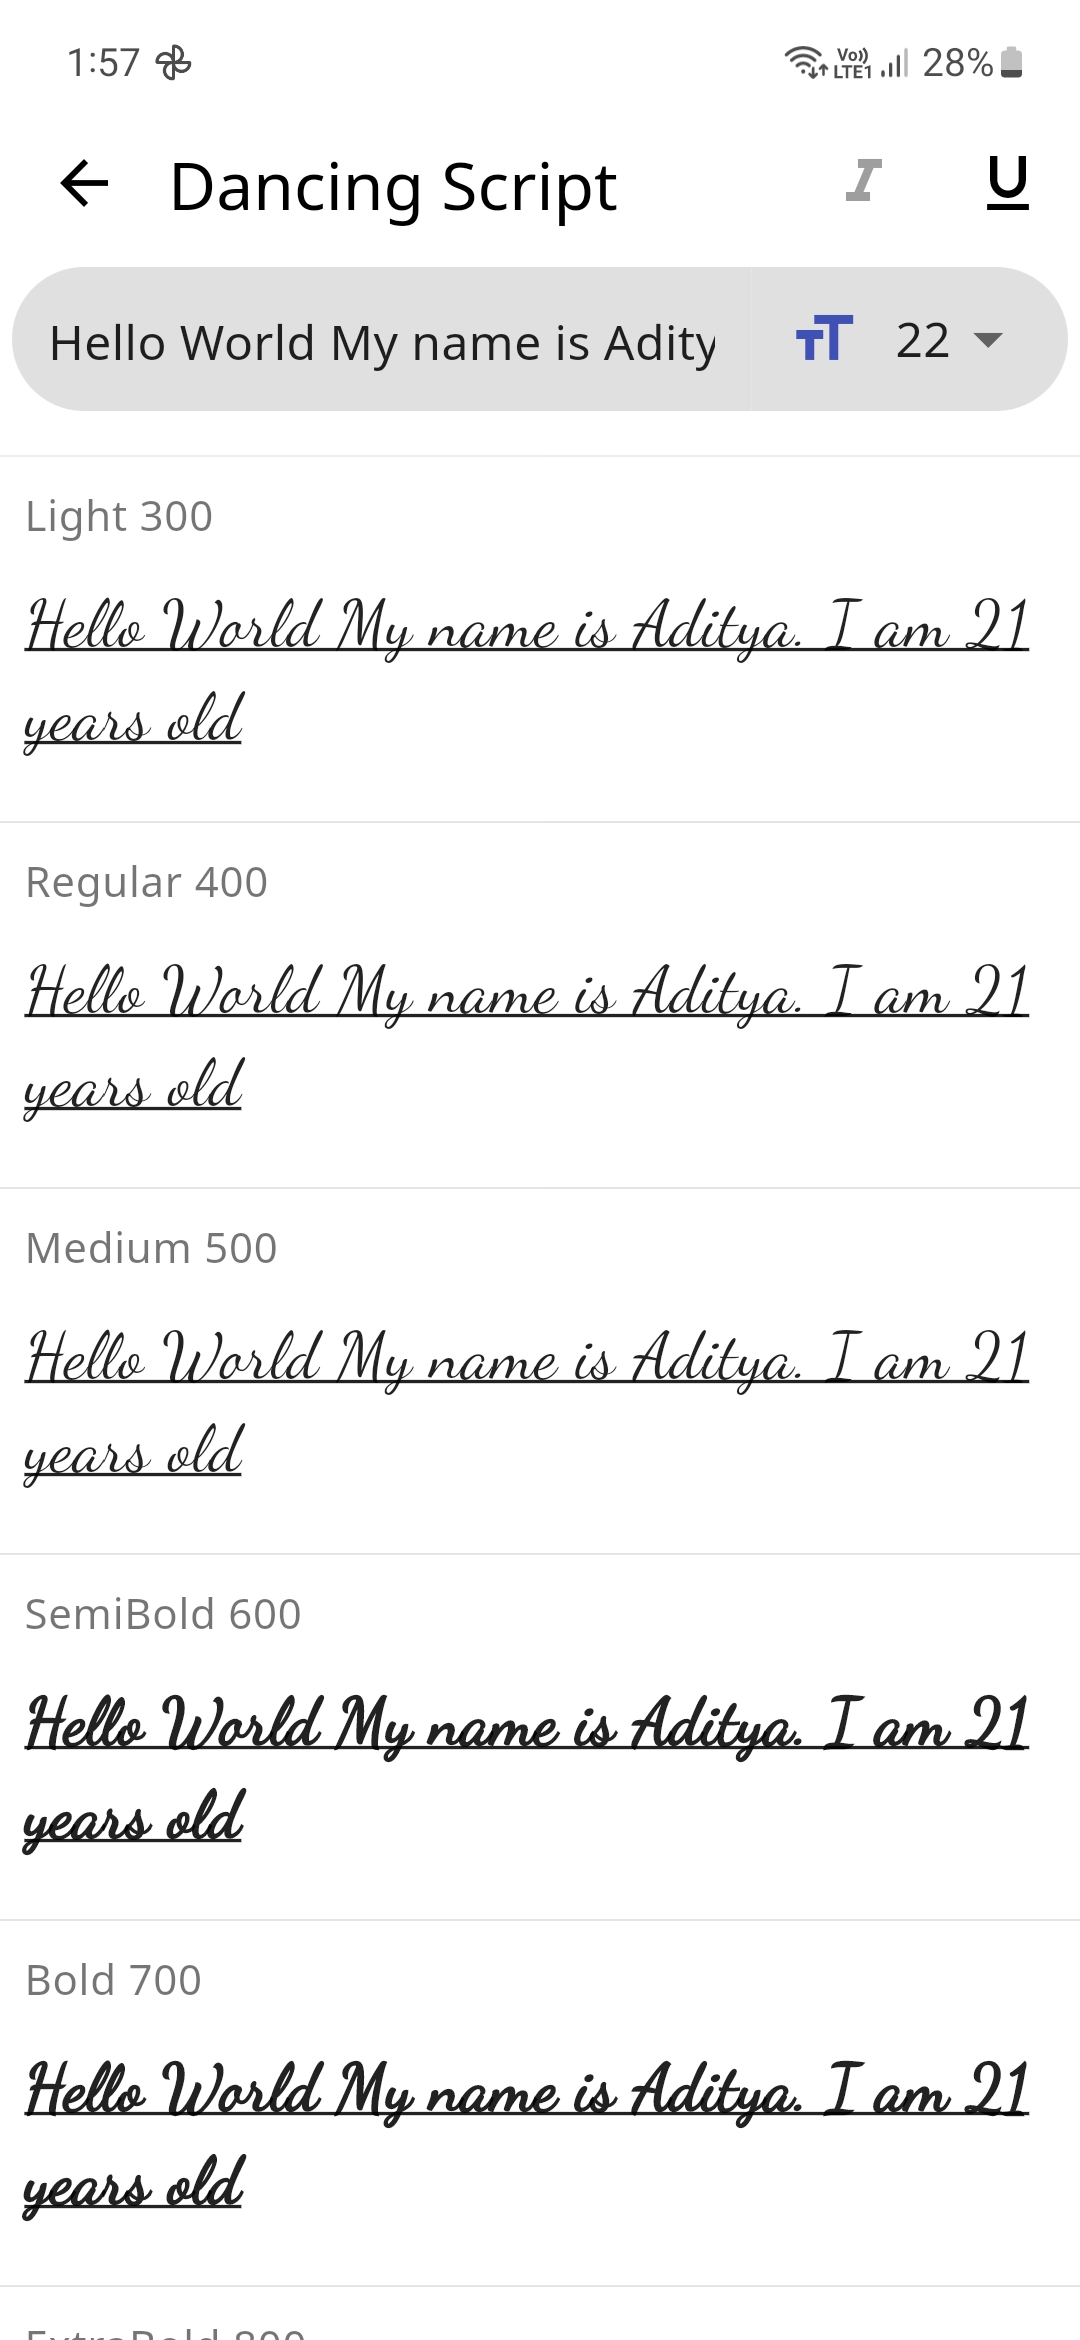 1:57 Vo)) LTE1 28%
Dancing Script I U
Hello World My name is Adity TT 22
Light 300
Hello World My name is Aditya. I am 21
years old
Regular 400
Hello World My name is Aditya. I am 21
years old
Medium 500
Hello World My name is Aditya. I am 21
years old
SemiBold 600
Hello World My name is Aditya. I am 21
years old
Bold 700
Hello World My name is Aditya. I am 21
years old
ExtraBold 800